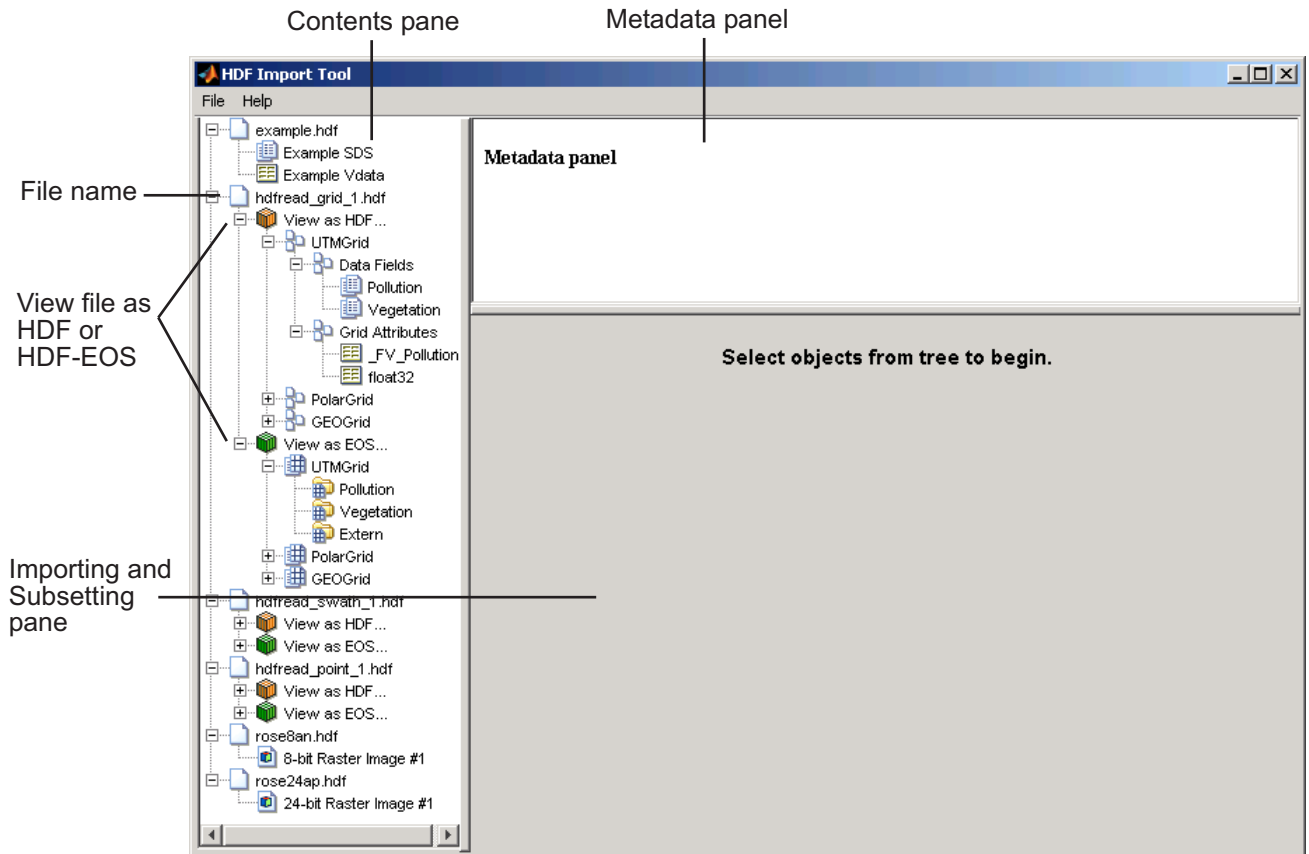 Contents pane
Metadata panel
HDF Import Tool
File Help
example.hdf
Example SDS
Example Vdata
Metadata panel
File name
hdfread_grid_1.hdf
View as HDF...
UTMGrid
Data Fields
Pollution
Vegetation
Grid Attributes
_FV_Pollution
float32
PolarGrid
GEOGrid
View file as
HDF or
HDF-EOS
Select objects from tree to begin.
View as EOS...
UTMGrid
Pollution
Vegetation
Extern
PolarGrid
GEOGrid
Importing and
Subsetting
pane
hdfread_swath_1.hdf
View as HDF...
View as EOS...
hdfread_point_1.hdf
View as HDF...
View as EOS...
rose8an.hdf
8-bit Raster Image #1
rose24ap.hdf
24-bit Raster Image #1